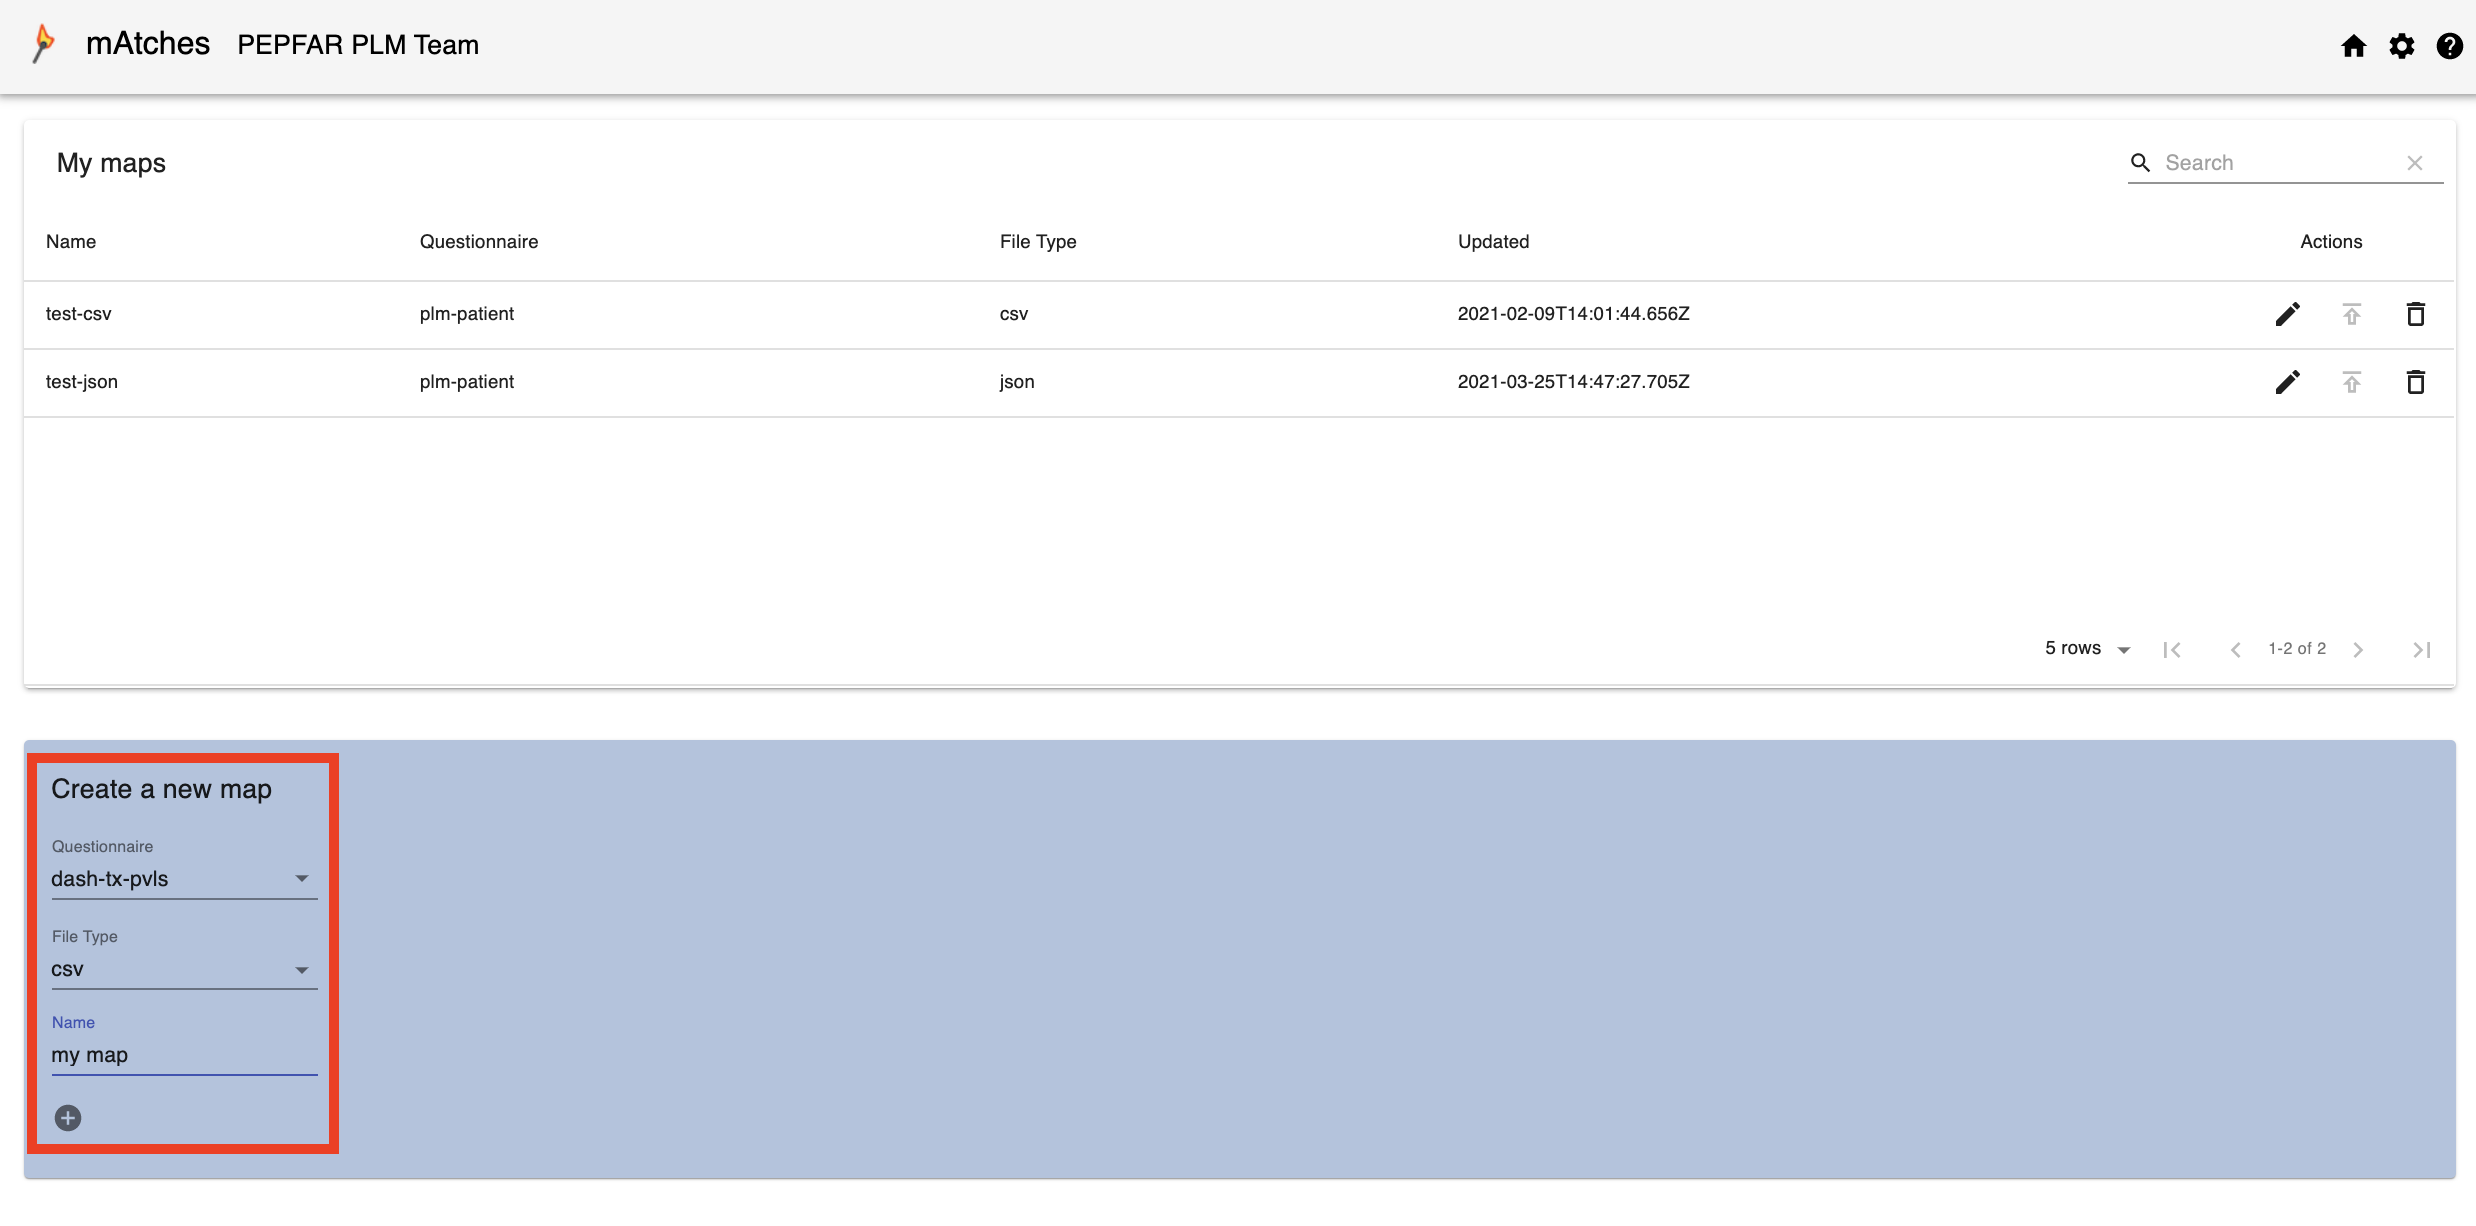 mAtches PEPFAR PLM Team
My maps
Search
Name Questionnaire File Type Updated Actions
test-csv plm-patient csv 2021-02-09T14:01:44.656Z
test-json plm-patient json 2021-03-25T14:47:27.705Z
5 rows 1-2 of 2
Create a new map
Questionnaire
dash-tx-pvls
File Type
csv
Name
my map